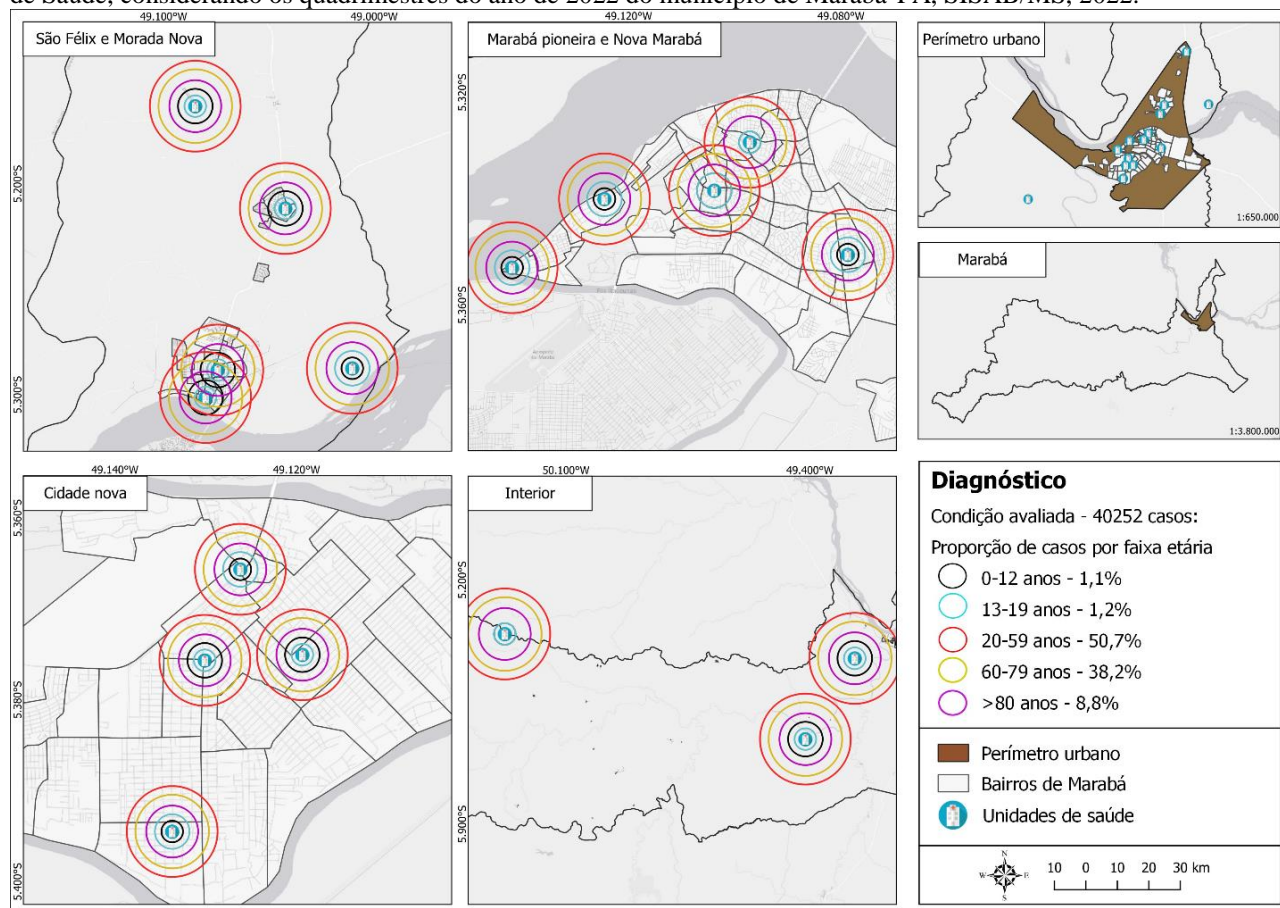 de Saúde, considerando os quadrimestres do ano de 2022 do município de Marabá-PA, SISAB/MS, 2022.
49.100°W 49.000°W
São Félix e Morada Nova
5.200°S
5.300°S
49.120°W 49.080°W
Marabá pioneira e Nova Marabá
5.320°S
5.360°S
Perímetro urbano
1:650.000
Marabá
1:3.800.000
49.140°W 49.120°W
Cidade nova
5.360°S
5.380°S
5.400°S
50.100°W 49.400°W
Interior
5.200°S
5.900°S
Diagnóstico
Condição avaliada - 40252 casos:
Proporção de casos por faixa etária
0-12 anos - 1,1%
13-19 anos - 1,2%
20-59 anos - 50,7%
60-79 anos - 38,2%
>80 anos - 8,8%
Perímetro urbano
Bairros de Marabá
Unidades de saúde
N
W E
S
10 0 10 20 30 km